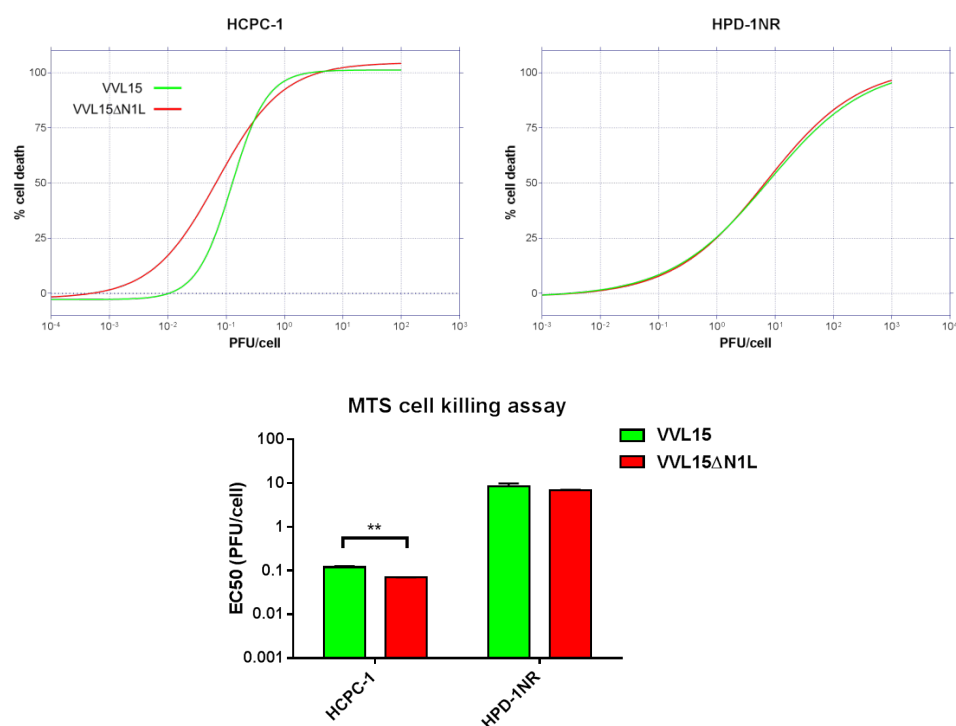 HCPC-1
% cell death
100
75
50
25
0
VVL15
VVL15ΔN1L
10⁻⁴ 10⁻³ 10⁻² 10⁻¹ 10⁰ 10¹ 10² 10³
PFU/cell
HPD-1NR
% cell death
100
75
50
25
0
10⁻³ 10⁻² 10⁻¹ 10⁰ 10¹ 10² 10³
PFU/cell
MTS cell killing assay
EC50 (PFU/cell)
100
10
1
0.1
0.01
0.001
**
VVL15
VVL15ΔN1L
HCPC-1
HPD-1NR